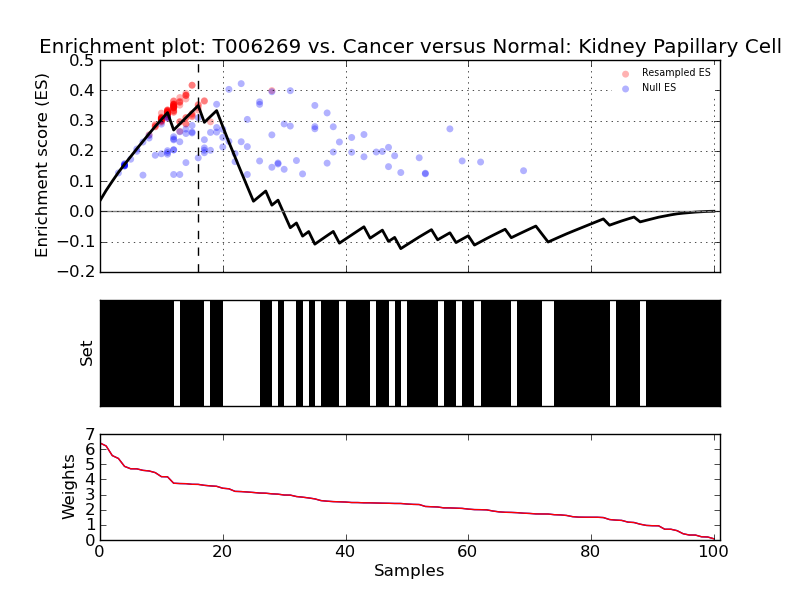 Enrichment plot: T006269 vs. Cancer versus Normal: Kidney Papillary Cell
0.5
0.4
0.3
0.2
0.1
0.0
−0.1
−0.2
Enrichment score (ES)
Resampled ES
Null ES
Set
7
6
5
4
3
2
1
0
Weights
0 20 40 60 80 100
Samples